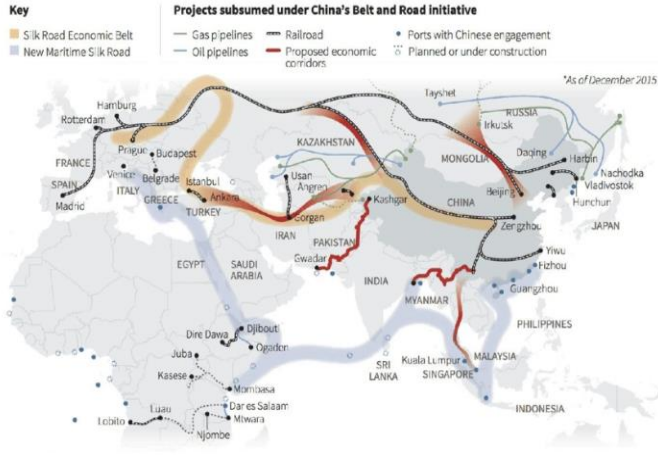 Key
Silk Road Economic Belt
New Maritime Silk Road
Projects subsumed under China's Belt and Road initiative
Gas pipelines
Oil pipelines
Railroad
Proposed economic
corridors
Ports with Chinese engagement
Planned or under construction
*As of December 2015
Tayshet
RUSSIA
Irkutsk
Hamburg
Rotterdam
Prague
Budapest
KAZAKHSTAN
MONGOLIA
Daqing
Harbin
FRANCE
Venice
Belgrade
Istanbul
Usan
Angren
Nachodka
Vladivostok
SPAIN
ITALY
GREECE
Ankara
TURKEY
Kashgar
Beijing
Hunchun
Madrid
Gorgan
CHINA
Zengzhou
JAPAN
IRAN
PAKISTAN
Gwadar
Yiwu
Fizhou
EGYPT
SAUDI
ARABIA
INDIA
MYANMAR
Guangzhou
PHILIPPINES
Dire Dawa
Djibouti
Ogaden
Juba
SRI
LANKA
Kuala Lumpur
MALAYSIA
SINGAPORE
Kasese
Mombasa
Luau
Lobito
Dar es Salaam
Mtwara
Njombe
INDONESIA